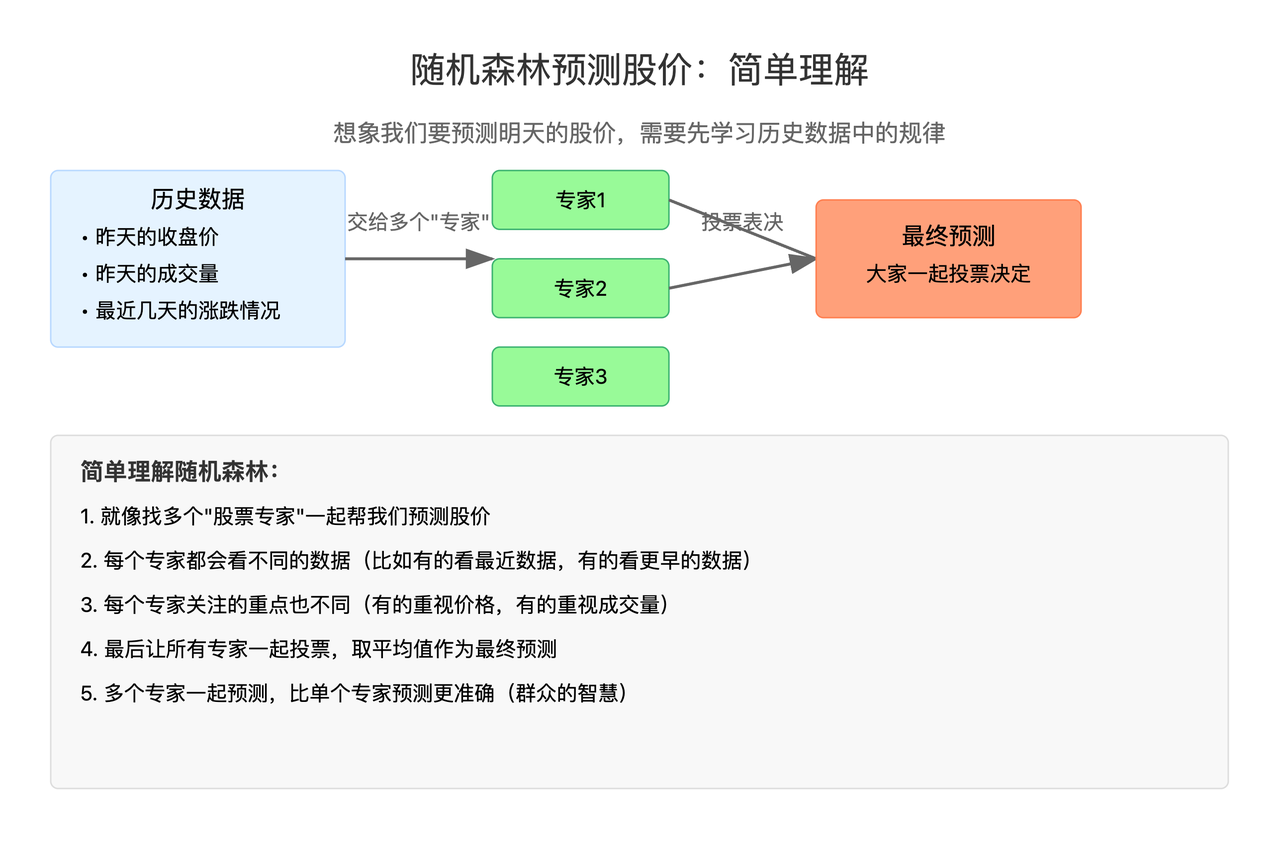 随机森林预测股价：简单理解
想象我们要预测明天的股价，需要先学习历史数据中的规律
历史数据
• 昨天的收盘价
• 昨天的成交量
• 最近几天的涨跌情况
交给多个"专家"
专家1
专家2
专家3
投票表决
最终预测
大家一起投票决定
简单理解随机森林：
1. 就像找多个"股票专家"一起帮我们预测股价
2. 每个专家都会看不同的数据（比如有的看最近数据，有的看更早的数据）
3. 每个专家关注的重点也不同（有的重视价格，有的重视成交量）
4. 最后让所有专家一起投票，取平均值作为最终预测
5. 多个专家一起预测，比单个专家预测更准确（群众的智慧）